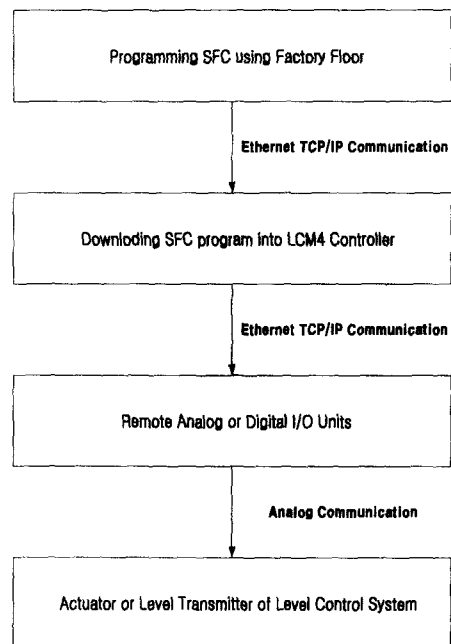 Programming SFC using Factory Floor
Ethernet TCP/IP Communication
Downloding SFC program into LCM4 Controller
Ethernet TCP/IP Communication
Remote Analog or Digital I/O Units
Analog Communication
Actuator or Level Transmitter of Level Control System